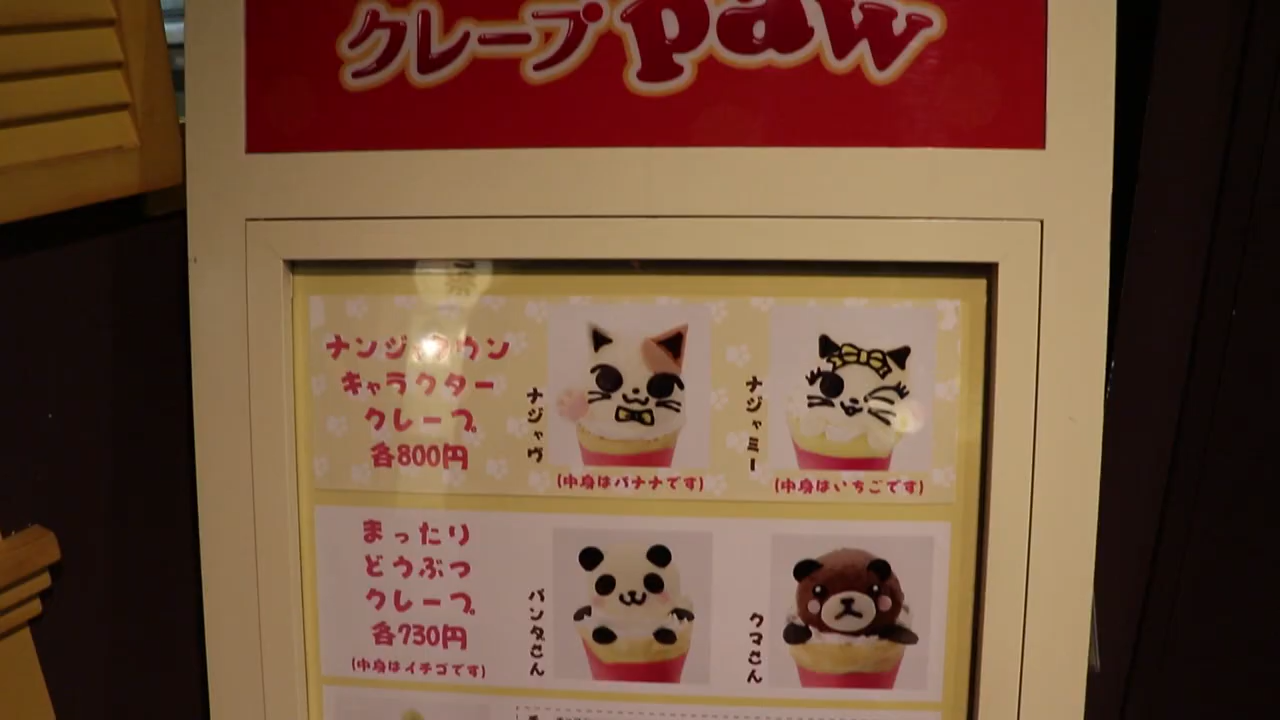 クレープ paw
茶
ナンジャタウン
キャラクター
クレープ
各800円
ナジャヴ
(中身はバナナです)
ナジャミー
(中身はいちごです)
まったり
どうぶつ
クレープ
各730円
(中身はイチゴです)
パンダさん
クマさん